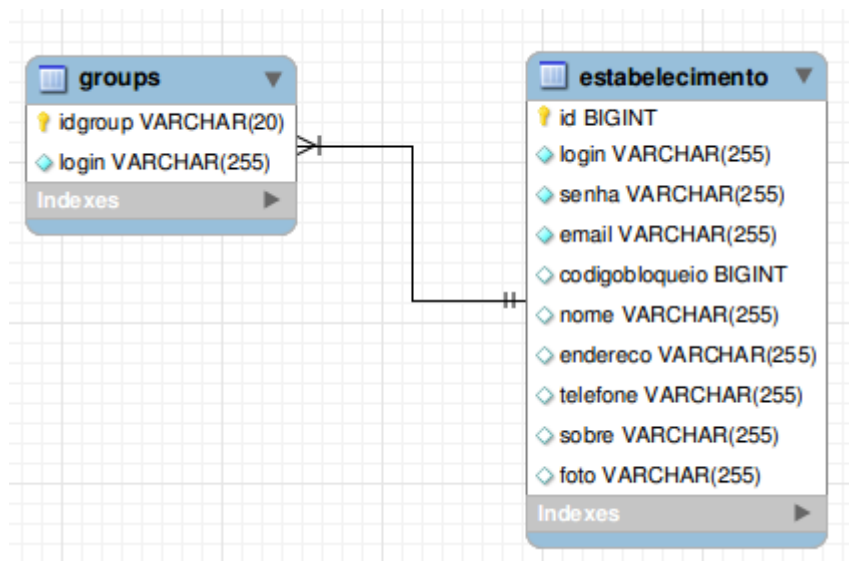 groups
idgroup VARCHAR(20)
login VARCHAR(255)
Indexes
estabelecimento
id BIGINT
login VARCHAR(255)
senha VARCHAR(255)
email VARCHAR(255)
codigobloqueio BIGINT
nome VARCHAR(255)
endereco VARCHAR(255)
telefone VARCHAR(255)
sobre VARCHAR(255)
foto VARCHAR(255)
Indexes